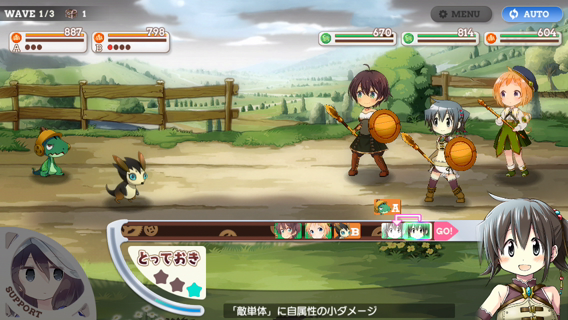 WAVE 1/3 1
MENU
AUTO
887
A
798
B
670
814
604
A
B
GO!
とっておき
SUPPORT
「敵単体」に自属性の小ダメージ